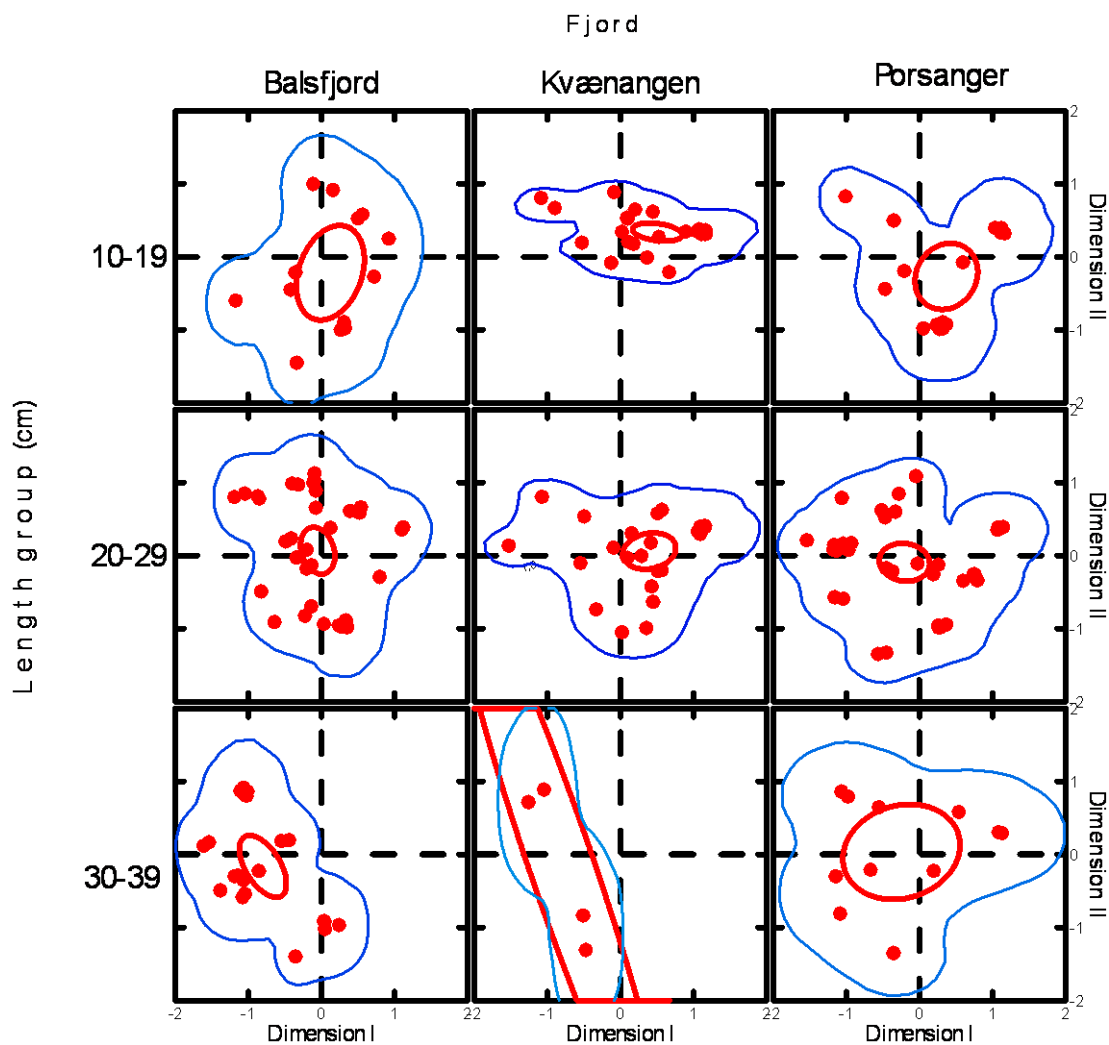 Fjord
Balsfjord Kvænangen Porsanger
2
1
10-19 0 Dimension II
-1
-2
2
1
Length group (cm) 20-29 0 Dimension II
-1
-2
2
1
30-39 0 Dimension II
-1
-2
-2 -1 0 1 22 -1 0 1 22 -1 0 1 2
Dimension I Dimension I Dimension I